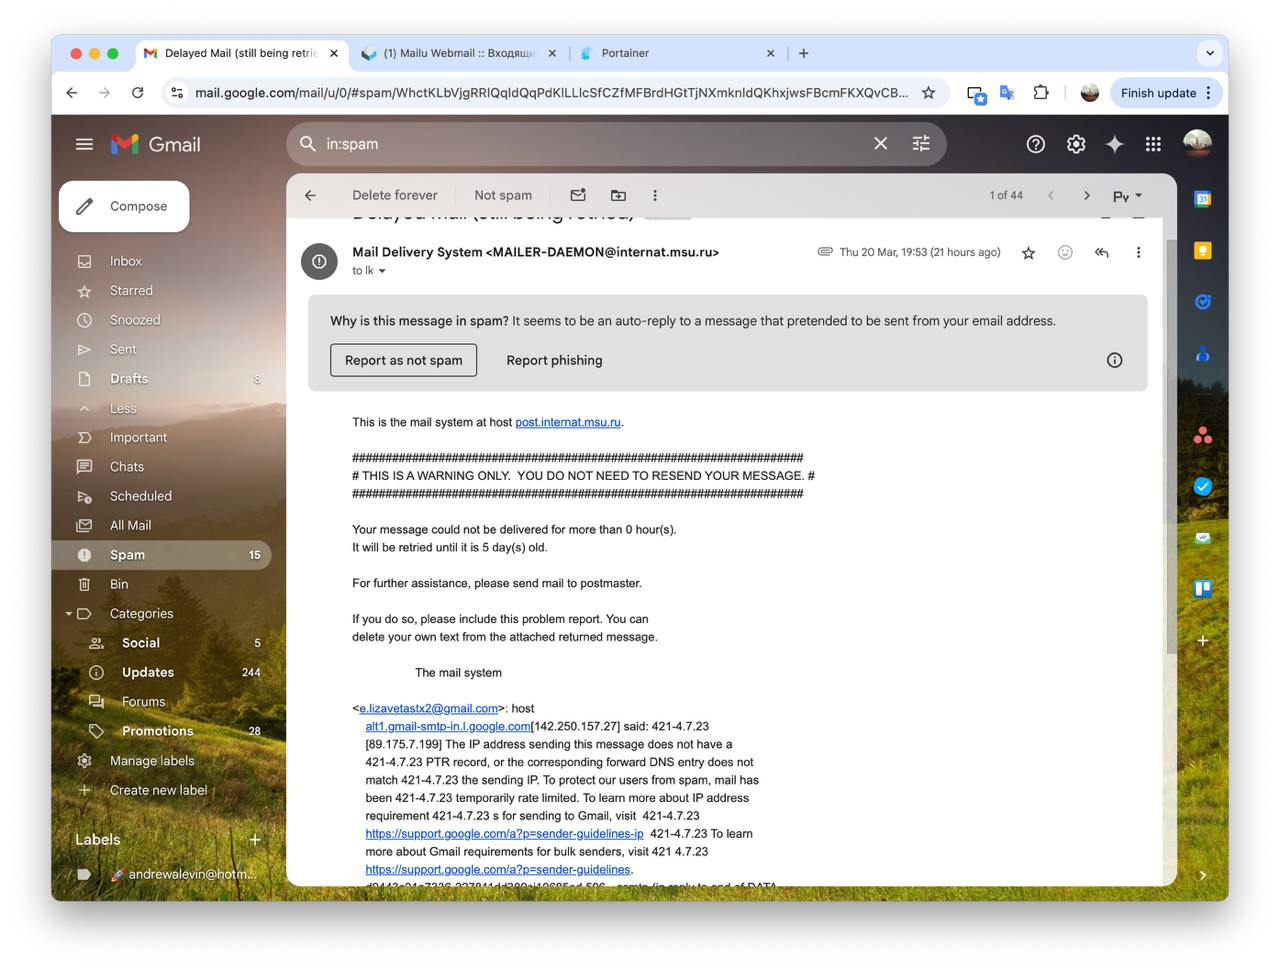 Delayed Mail (still being retrie
(1) Mailu Webmail :: Входящи
Portainer
mail.google.com/mail/u/0/#spam/WhctKLbVjgRRlQqldQqPdKlLLlcSfCZfMFBrdHGtTjNXmknldQKhxjwsFBcmFKXQvCB...
Finish update
Gmail
in:spam
Compose
Delete forever
Not spam
1 of 44
Ру
Delayed Mail (still being retried)
Inbox
Starred
Snoozed
Sent
Drafts 8
Less
Important
Chats
Scheduled
All Mail
Spam 15
Bin
Categories
Social 5
Updates 244
Forums
Promotions 28
Manage labels
Create new label
Labels
🚀 andrewalevin@hotm...
Mail Delivery System <MAILER-DAEMON@internat.msu.ru>
Thu 20 Mar, 19:53 (21 hours ago)
to lk
Why is this message in spam? It seems to be an auto-reply to a message that pretended to be sent from your email address.
Report as not spam
Report phishing
This is the mail system at host post.internat.msu.ru.
####################################################################
# THIS IS A WARNING ONLY.  YOU DO NOT NEED TO RESEND YOUR MESSAGE. #
####################################################################
Your message could not be delivered for more than 0 hour(s).
It will be retried until it is 5 day(s) old.
For further assistance, please send mail to postmaster.
If you do so, please include this problem report. You can
delete your own text from the attached returned message.
The mail system
<e.lizavetastx2@gmail.com>: host
alt1.gmail-smtp-in.l.google.com[142.250.157.27] said: 421-4.7.23
[89.175.7.199] The IP address sending this message does not have a
421-4.7.23 PTR record, or the corresponding forward DNS entry does not
match 421-4.7.23 the sending IP. To protect our users from spam, mail has
been 421-4.7.23 temporarily rate limited. To learn more about IP address
requirement 421-4.7.23 s for sending to Gmail, visit  421-4.7.23
https://support.google.com/a?p=sender-guidelines-ip  421-4.7.23 To learn
more about Gmail requirements for bulk senders, visit 421 4.7.23
https://support.google.com/a?p=sender-guidelines.
31